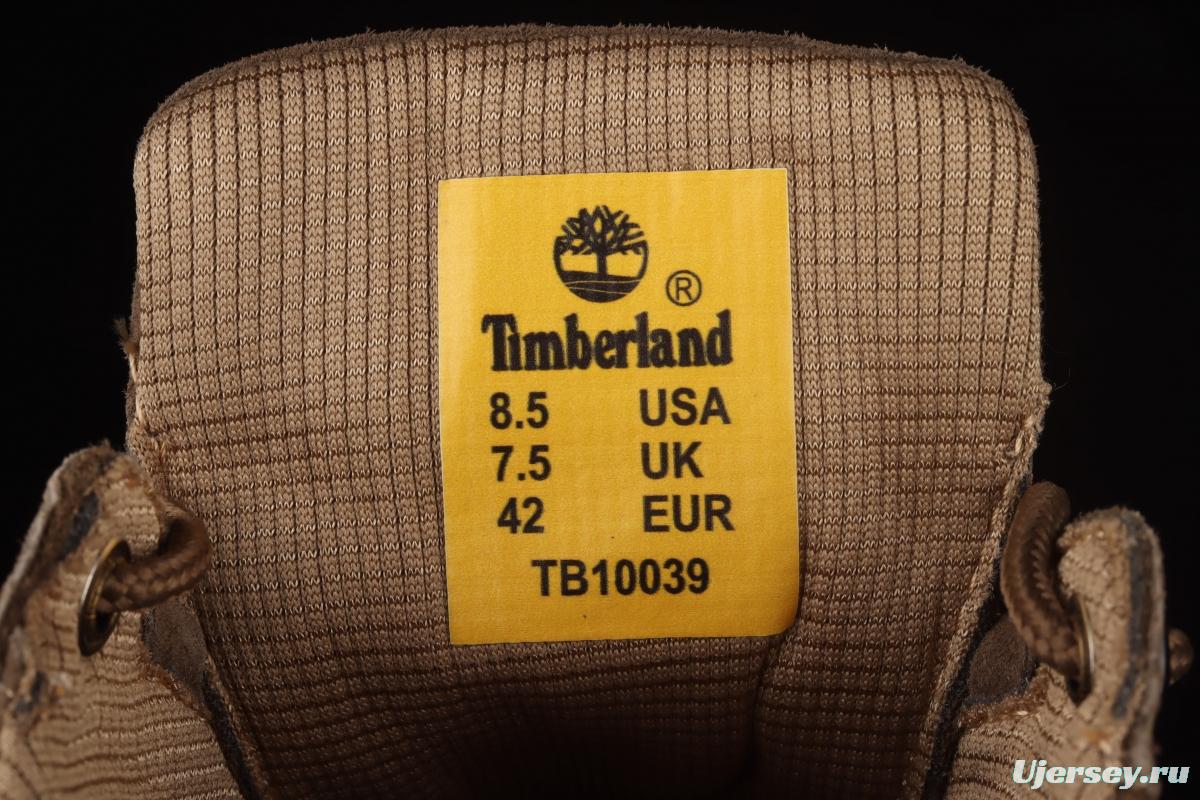 ®
Timberland
8.5 USA
7.5 UK
42 EUR
TB10039
Ujersey.ru